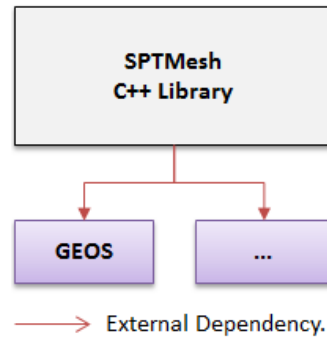 SPTMesh
C++ Library
GEOS
...
External Dependency.